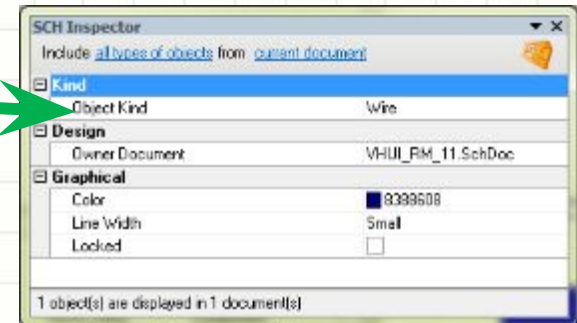 SCH Inspector
Include all types of objects from current document
Kind
Object Kind Wire
Design
Owner Document VHUI_RM_11.SchDoc
Graphical
Color 8388608
Line Width Small
Locked
1 object(s) are displayed in 1 document(s)